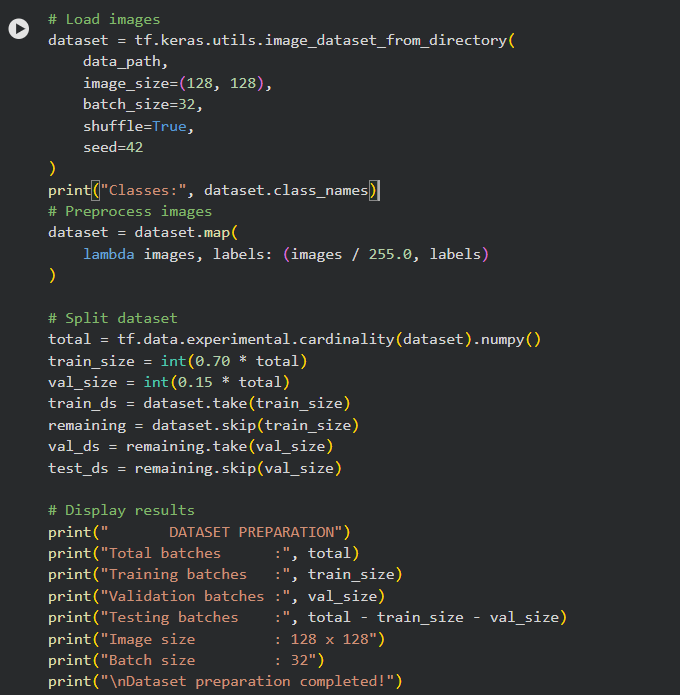 # Load images
dataset = tf.keras.utils.image_dataset_from_directory(
    data_path,
    image_size=(128, 128),
    batch_size=32,
    shuffle=True,
    seed=42
)
print("Classes:", dataset.class_names)
# Preprocess images
dataset = dataset.map(
    lambda images, labels: (images / 255.0, labels)
)

# Split dataset
total = tf.data.experimental.cardinality(dataset).numpy()
train_size = int(0.70 * total)
val_size = int(0.15 * total)
train_ds = dataset.take(train_size)
remaining = dataset.skip(train_size)
val_ds = remaining.take(val_size)
test_ds = remaining.skip(val_size)

# Display results
print("       DATASET PREPARATION")
print("Total batches      :", total)
print("Training batches   :", train_size)
print("Validation batches :", val_size)
print("Testing batches    :", total - train_size - val_size)
print("Image size         : 128 x 128")
print("Batch size         : 32")
print("\nDataset preparation completed!")